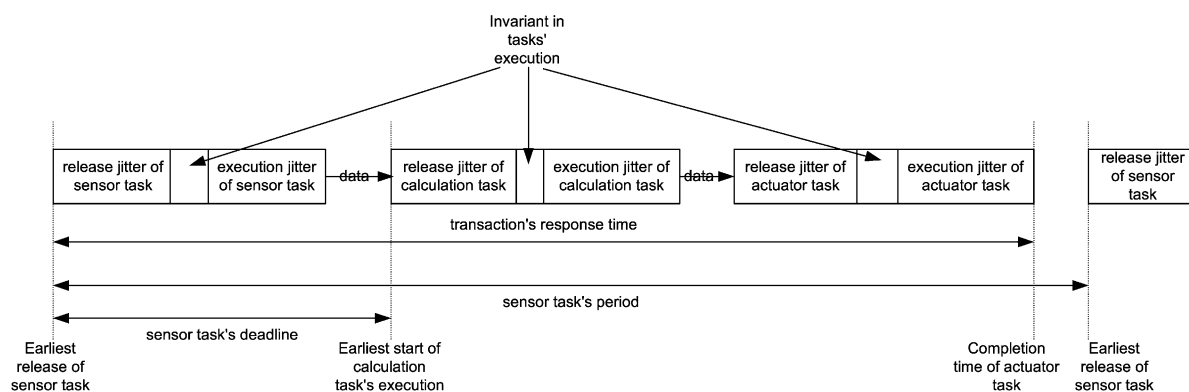 Invariant in
tasks'
execution
release jitter of
sensor task
execution jitter
of sensor task
data
release jitter of
calculation task
execution jitter of
calculation task
data
release jitter of
actuator task
execution jitter of
actuator task
release jitter
of sensor
task
transaction's response time
sensor task's period
sensor task's deadline
Earliest
release of
sensor task
Earliest start of
calculation
task's execution
Completion
time of actuator
task
Earliest
release of
sensor task